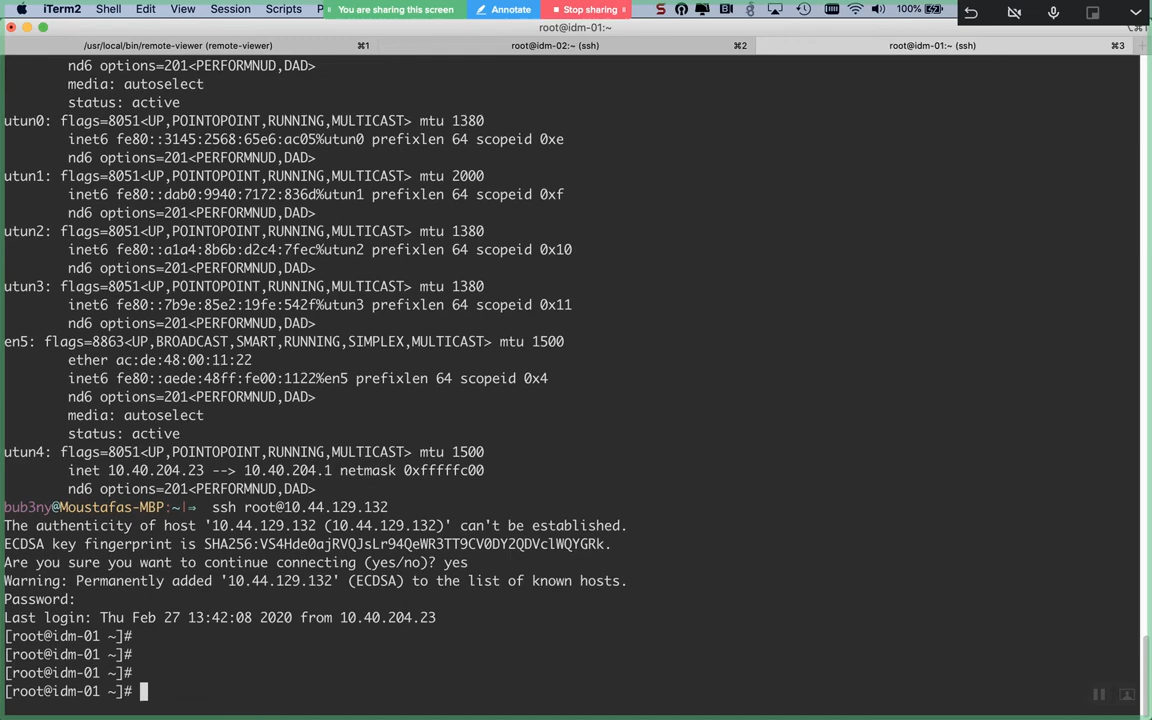 iTerm2 Shell Edit View Session Scripts P You are sharing this screen Annotate Stop sharing 100%
root@idm-01:~
/usr/local/bin/remote-viewer (remote-viewer) ⌘1 root@idm-02:~ (ssh) ⌘2 root@idm-01:~ (ssh) ⌘3
nd6 options=201<PERFORMNUD,DAD>
media: autoselect
status: active
utun0: flags=8051<UP,POINTOPOINT,RUNNING,MULTICAST> mtu 1380
inet6 fe80::3145:2568:65e6:ac05%utun0 prefixlen 64 scopeid 0xe
nd6 options=201<PERFORMNUD,DAD>
utun1: flags=8051<UP,POINTOPOINT,RUNNING,MULTICAST> mtu 2000
inet6 fe80::dab0:9940:7172:836d%utun1 prefixlen 64 scopeid 0xf
nd6 options=201<PERFORMNUD,DAD>
utun2: flags=8051<UP,POINTOPOINT,RUNNING,MULTICAST> mtu 1380
inet6 fe80::a1a4:8b6b:d2c4:7fec%utun2 prefixlen 64 scopeid 0x10
nd6 options=201<PERFORMNUD,DAD>
utun3: flags=8051<UP,POINTOPOINT,RUNNING,MULTICAST> mtu 1380
inet6 fe80::7b9e:85e2:19fe:542f%utun3 prefixlen 64 scopeid 0x11
nd6 options=201<PERFORMNUD,DAD>
en5: flags=8863<UP,BROADCAST,SMART,RUNNING,SIMPLEX,MULTICAST> mtu 1500
ether ac:de:48:00:11:22
inet6 fe80::aede:48ff:fe00:1122%en5 prefixlen 64 scopeid 0x4
nd6 options=201<PERFORMNUD,DAD>
media: autoselect
status: active
utun4: flags=8051<UP,POINTOPOINT,RUNNING,MULTICAST> mtu 1500
inet 10.40.204.23 --> 10.40.204.1 netmask 0xfffffc00
nd6 options=201<PERFORMNUD,DAD>
bub3ny@Moustafas-MBP:~|⇒ ssh root@10.44.129.132
The authenticity of host '10.44.129.132 (10.44.129.132)' can't be established.
ECDSA key fingerprint is SHA256:VS4Hde0ajRVQJsLr94QeWR3TT9CV0DY2QDVclWQYGRk.
Are you sure you want to continue connecting (yes/no)? yes
Warning: Permanently added '10.44.129.132' (ECDSA) to the list of known hosts.
Password:
Last login: Thu Feb 27 13:42:08 2020 from 10.40.204.23
[root@idm-01 ~]#
[root@idm-01 ~]#
[root@idm-01 ~]#
[root@idm-01 ~]#